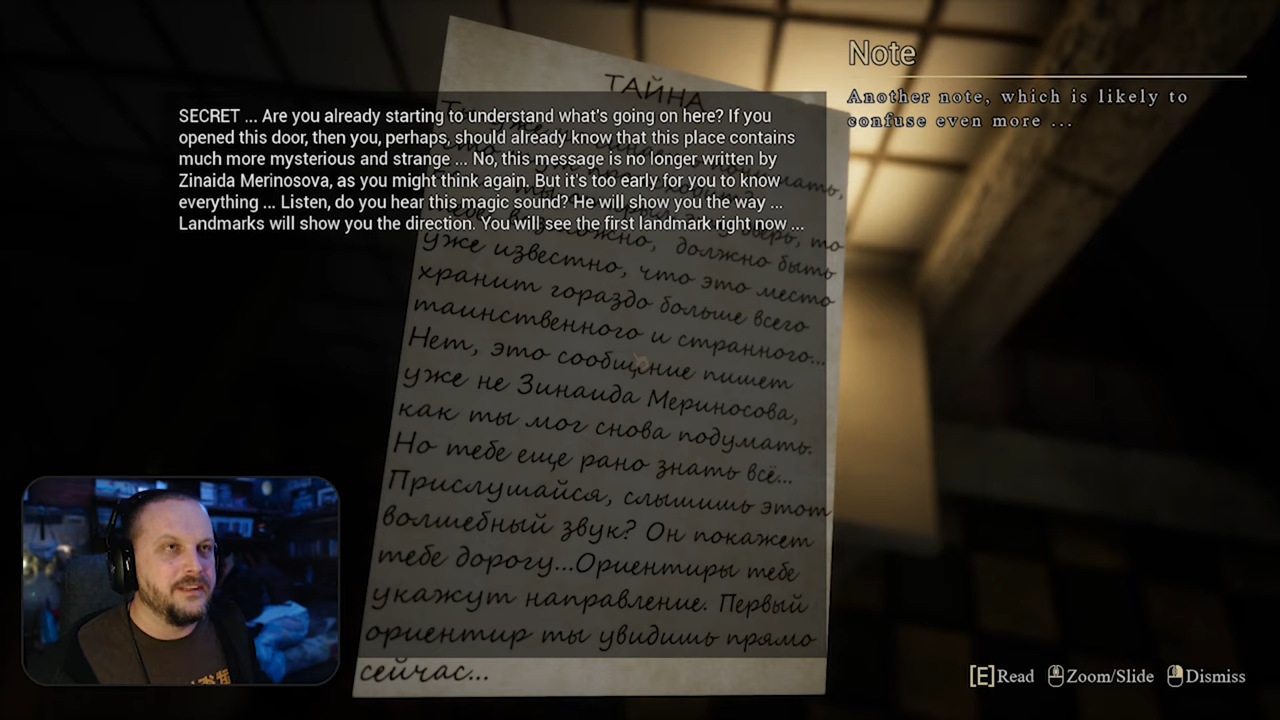 Note
Another note, which is likely to
confuse even more ...
SECRET ... Are you already starting to understand what's going on here? If you
opened this door, then you, perhaps, should already know that this place contains
much more mysterious and strange ... No, this message is no longer written by
Zinaida Merinosova, as you might think again. But it's too early for you to know
everything ... Listen, do you hear this magic sound? He will show you the way ...
Landmarks will show you the direction. You will see the first landmark right now ...
ТАЙНА
дверь, то
возможно, должно быть
уже известно, что это место
хранит гораздо больше всего
таинственного и странного...
Нет, это сообщение пишет
уже не Зинаида Мериносова,
как ты мог снова подумать.
Но тебе еще рано знать всё...
Прислушайся, слышишь этот
волшебный звук? Он покажет
тебе дорогу...Ориентиры тебе
укажут направление. Первый
ориентир ты увидишь прямо
сейчас...
[E]Read Zoom/Slide Dismiss